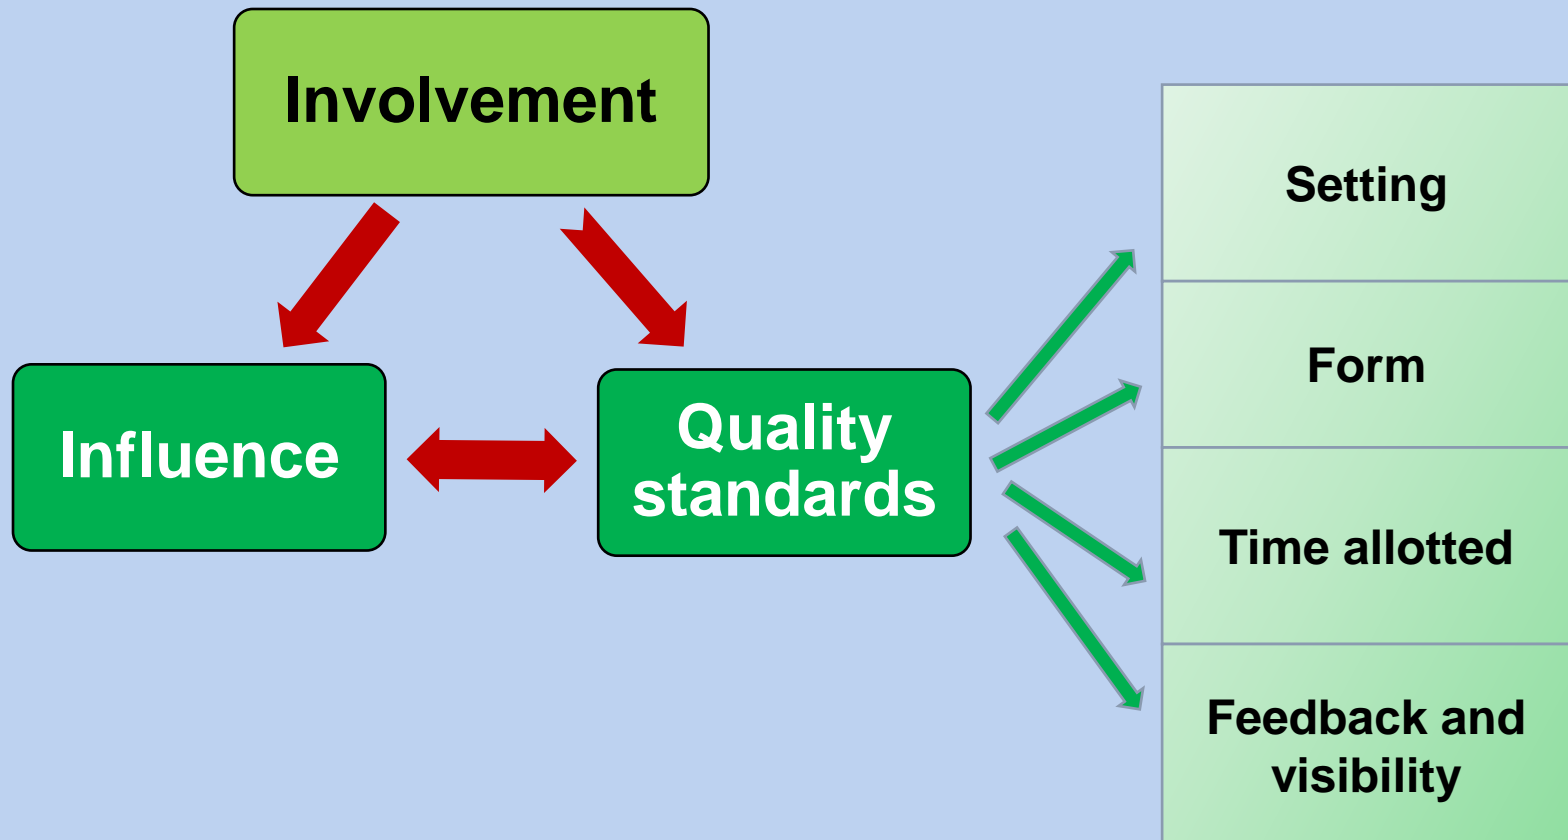 Involvement
Influence
Quality
standards
Setting
Form
Time allotted
Feedback and
visibility